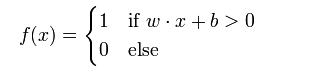 f(x) = { 1 if w · x + b > 0
0 else